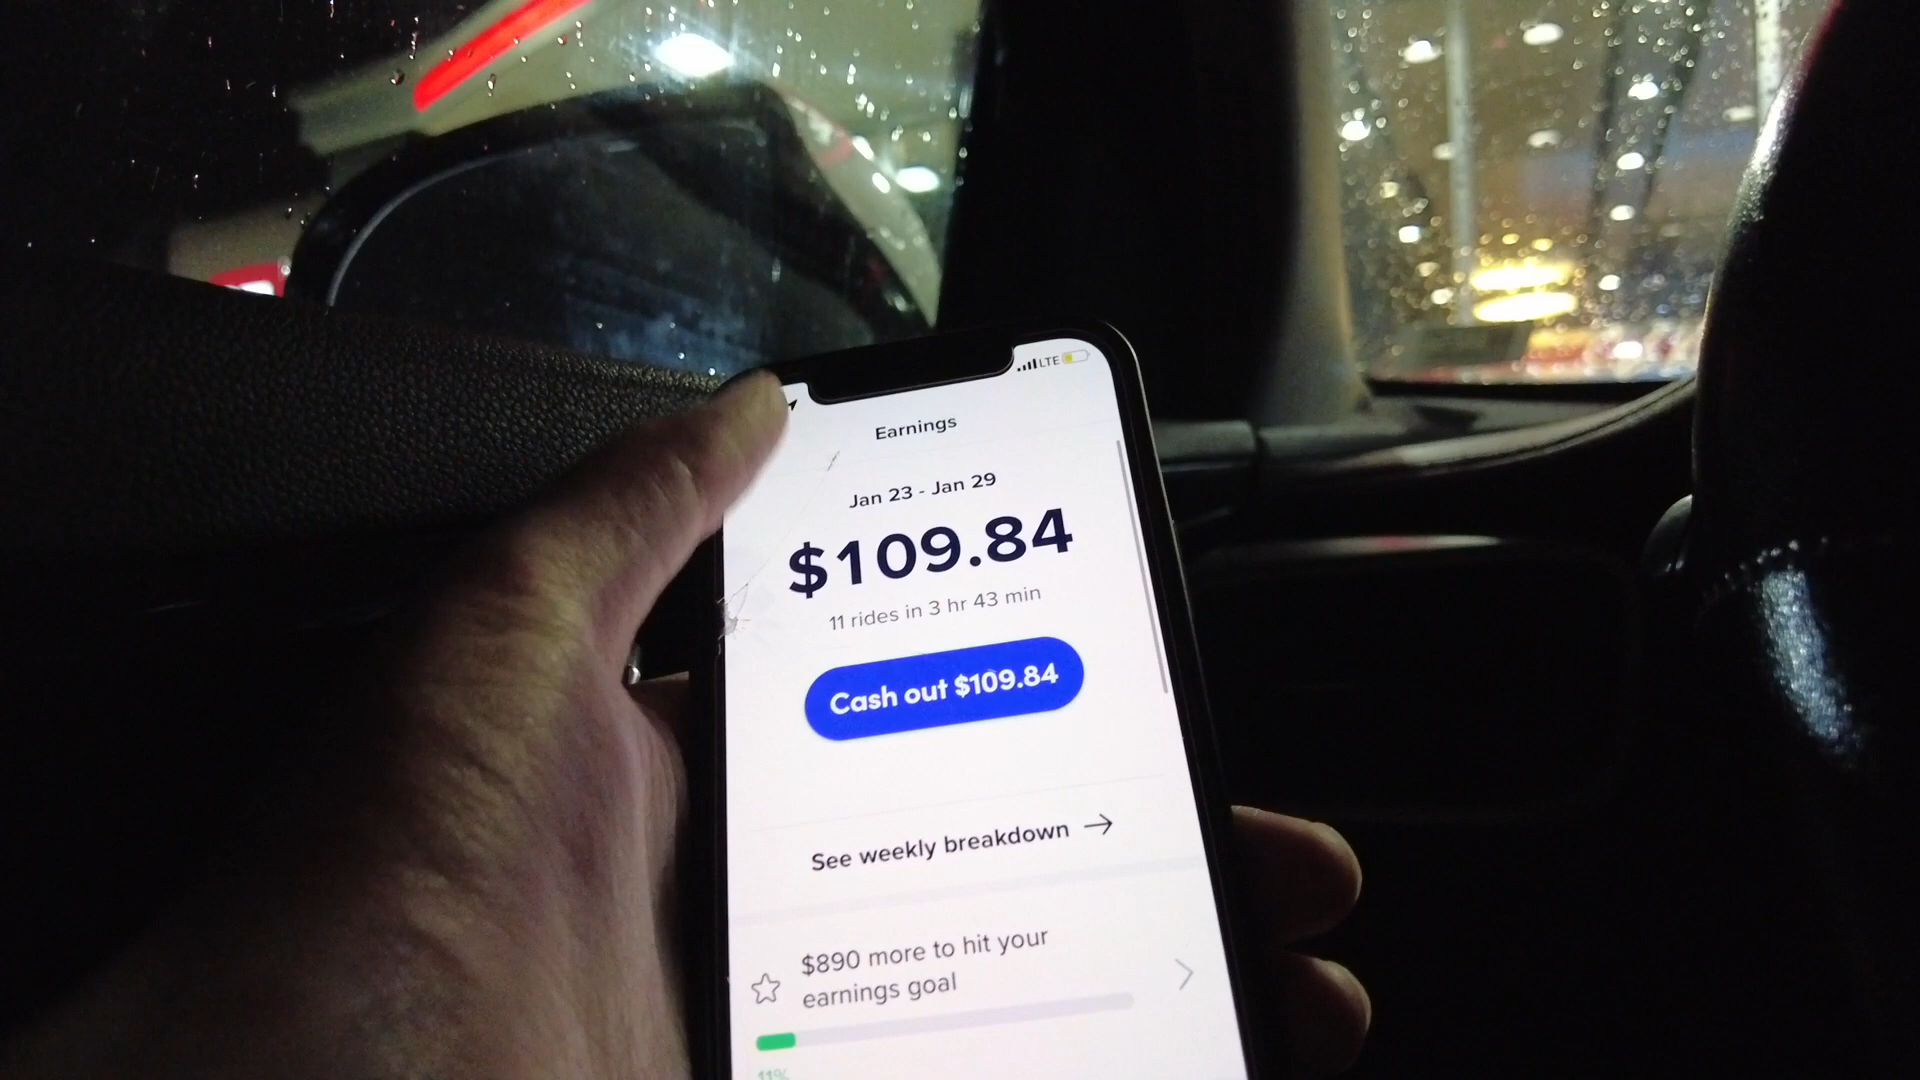 LTE
Earnings
Jan 23 - Jan 29
$109.84
11 rides in 3 hr 43 min
Cash out $109.84
See weekly breakdown
$890 more to hit your
earnings goal
11%